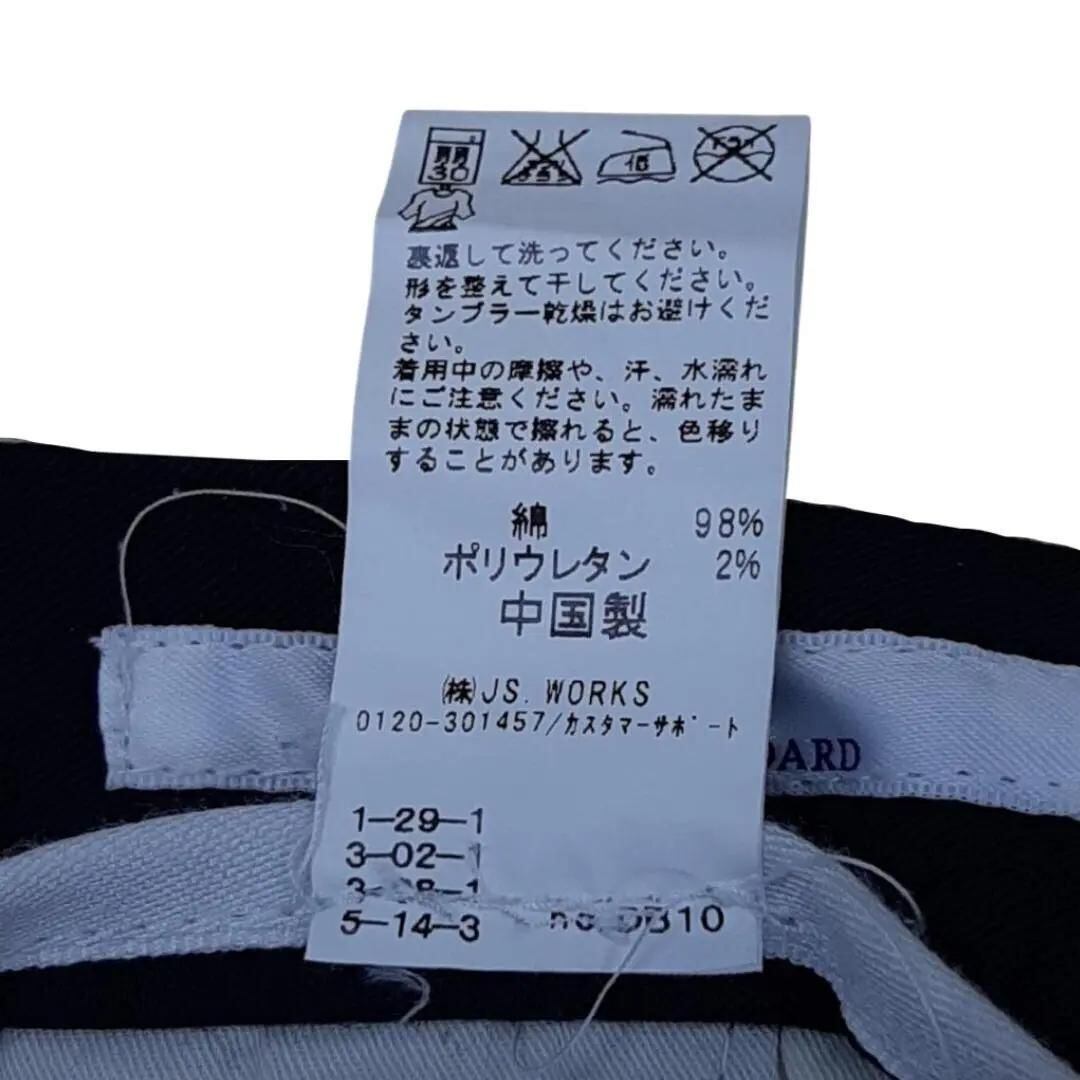 30
低
裏返して洗ってください。
形を整えて干してください。
タンブラー乾燥はお避けくだ
さい。
着用中の摩擦や、汗、水濡れ
にご注意ください。濡れたま
まの状態で擦れると、色移り
することがあります。
綿 98%
ポリウレタン 2%
中国製
㈱JS. WORKS
0120-301457/カスタマーサポート
DARD
1-29-1
3-02-1
5-14-3 no.DB10